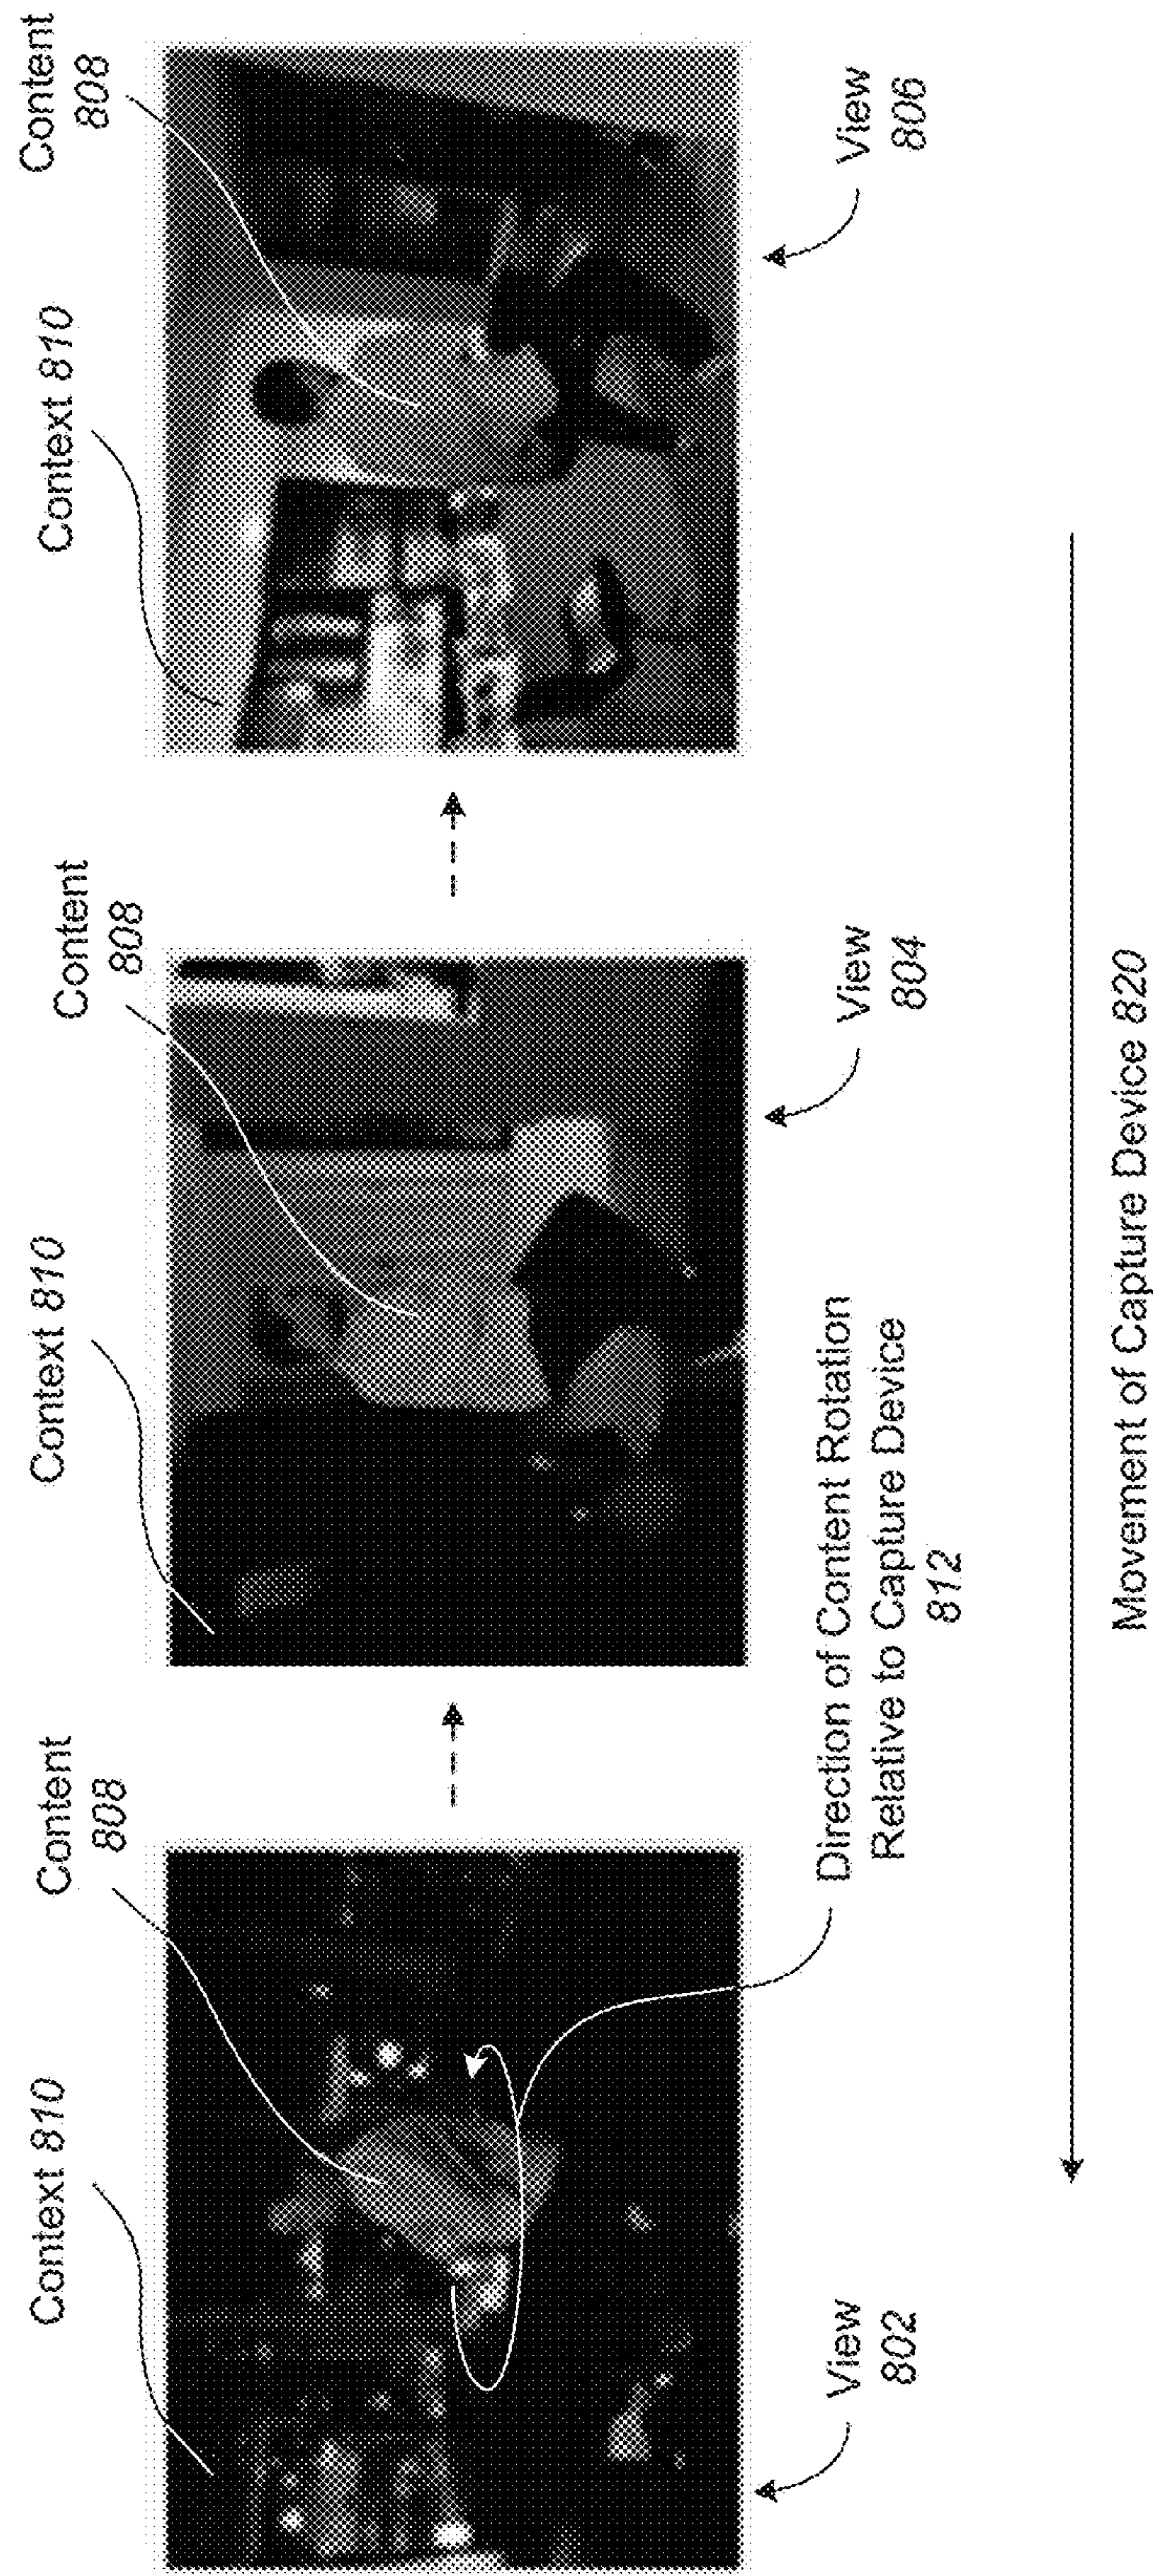 Context 810
Content
808
Context 810
Content
808
Context 810
Content
808
View
802
Direction of Content Rotation
Relative to Capture Device
812
View
804
View
806
Movement of Capture Device 820